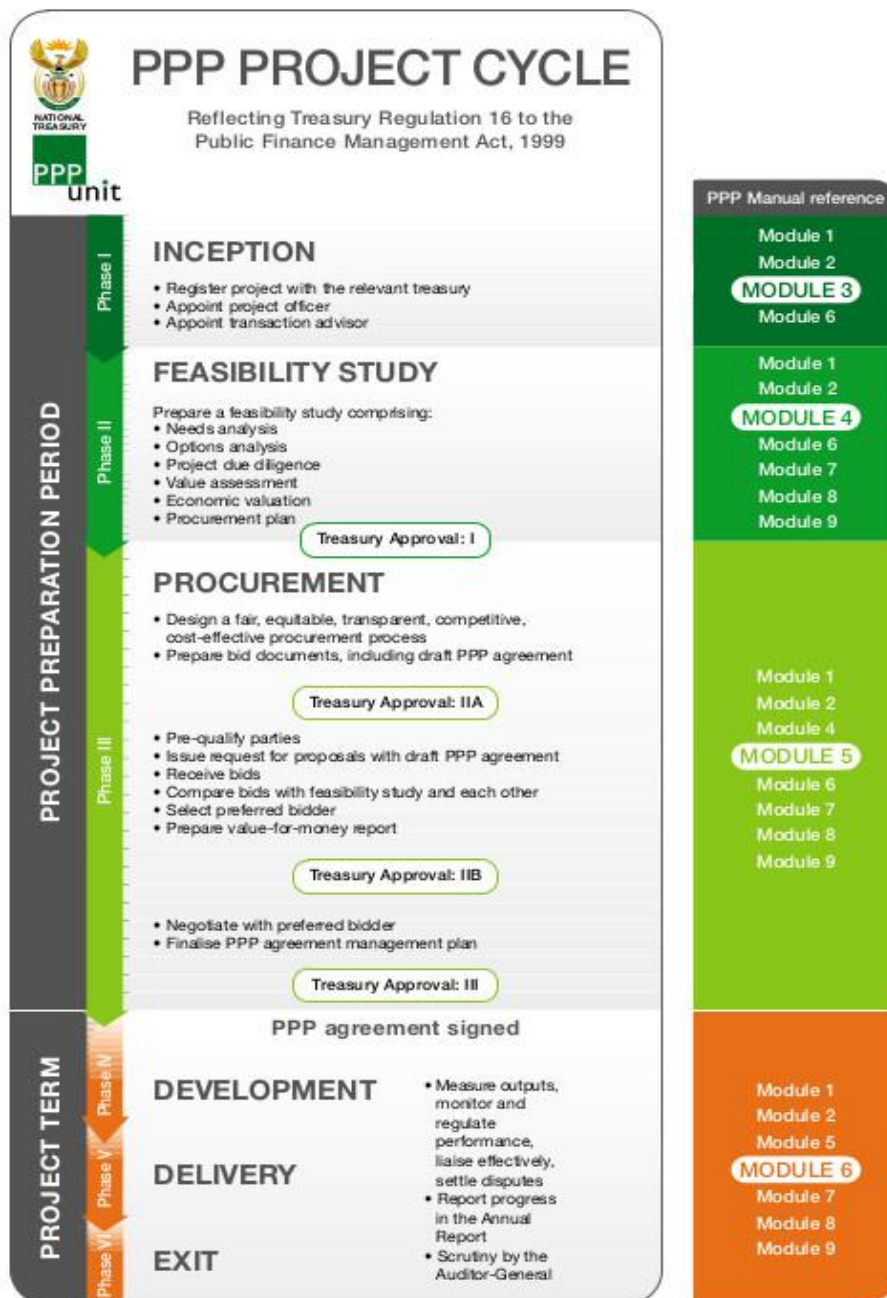 PPP PROJECT CYCLE
Reflecting Treasury Regulation 16 to the
Public Finance Management Act, 1999
NATIONAL
TREASURY
PPP
unit
PPP Manual reference
PROJECT PREPARATION PERIOD
Phase I
INCEPTION
• Register project with the relevant treasury
• Appoint project officer
• Appoint transaction advisor
Module 1
Module 2
MODULE 3
Module 6
Phase II
FEASIBILITY STUDY
Prepare a feasibility study comprising:
• Needs analysis
• Options analysis
• Project due diligence
• Value assessment
• Economic valuation
• Procurement plan
Treasury Approval: I
Module 1
Module 2
MODULE 4
Module 6
Module 7
Module 8
Module 9
Phase III
PROCUREMENT
• Design a fair, equitable, transparent, competitive,
cost-effective procurement process
• Prepare bid documents, including draft PPP agreement
Treasury Approval: IIA
• Pre-qualify parties
• Issue request for proposals with draft PPP agreement
• Receive bids
• Compare bids with feasibility study and each other
• Select preferred bidder
• Prepare value-for-money report
Treasury Approval: IIB
• Negotiate with preferred bidder
• Finalise PPP agreement management plan
Treasury Approval: III
Module 1
Module 2
Module 4
MODULE 5
Module 6
Module 7
Module 8
Module 9
PPP agreement signed
PROJECT TERM
Phase IV
DEVELOPMENT
Phase V
DELIVERY
Phase VI
EXIT
• Measure outputs,
monitor and
regulate
performance,
liaise effectively,
settle disputes
• Report progress
in the Annual
Report
• Scrutiny by the
Auditor-General
Module 1
Module 2
Module 5
MODULE 6
Module 7
Module 8
Module 9